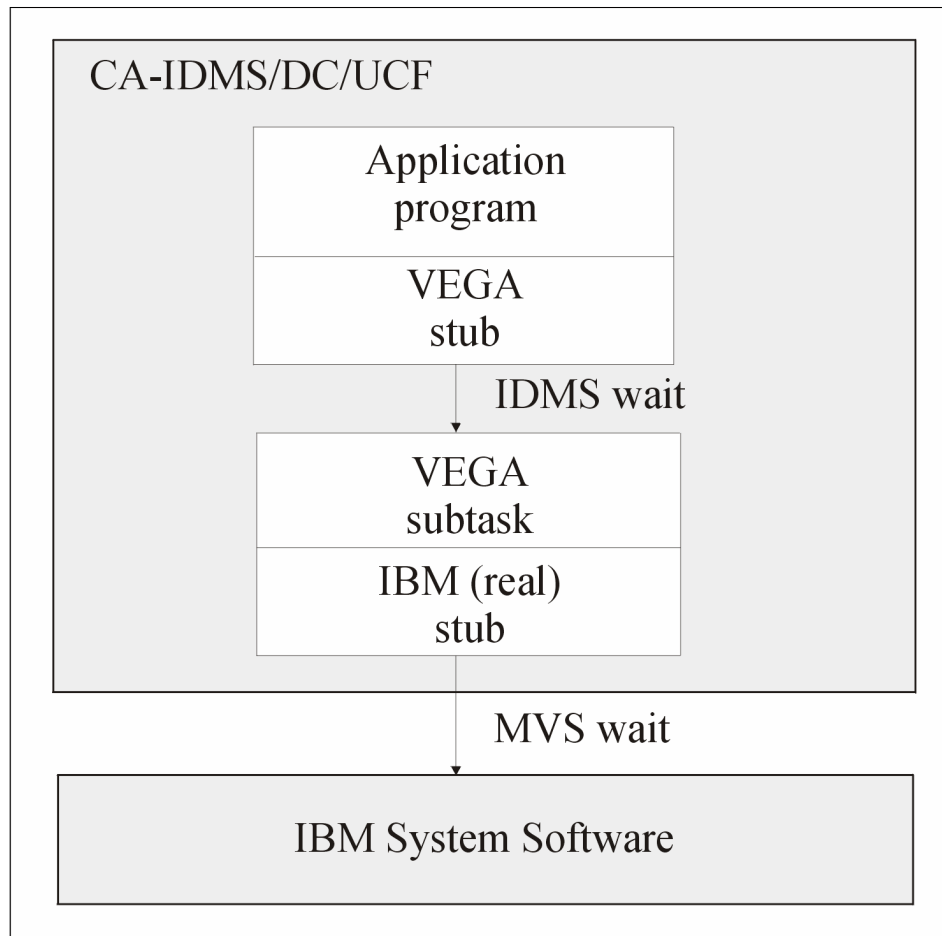 CA-IDMS/DC/UCF
Application
program
VEGA
stub
IDMS wait
VEGA
subtask
IBM (real)
stub
MVS wait
IBM System Software